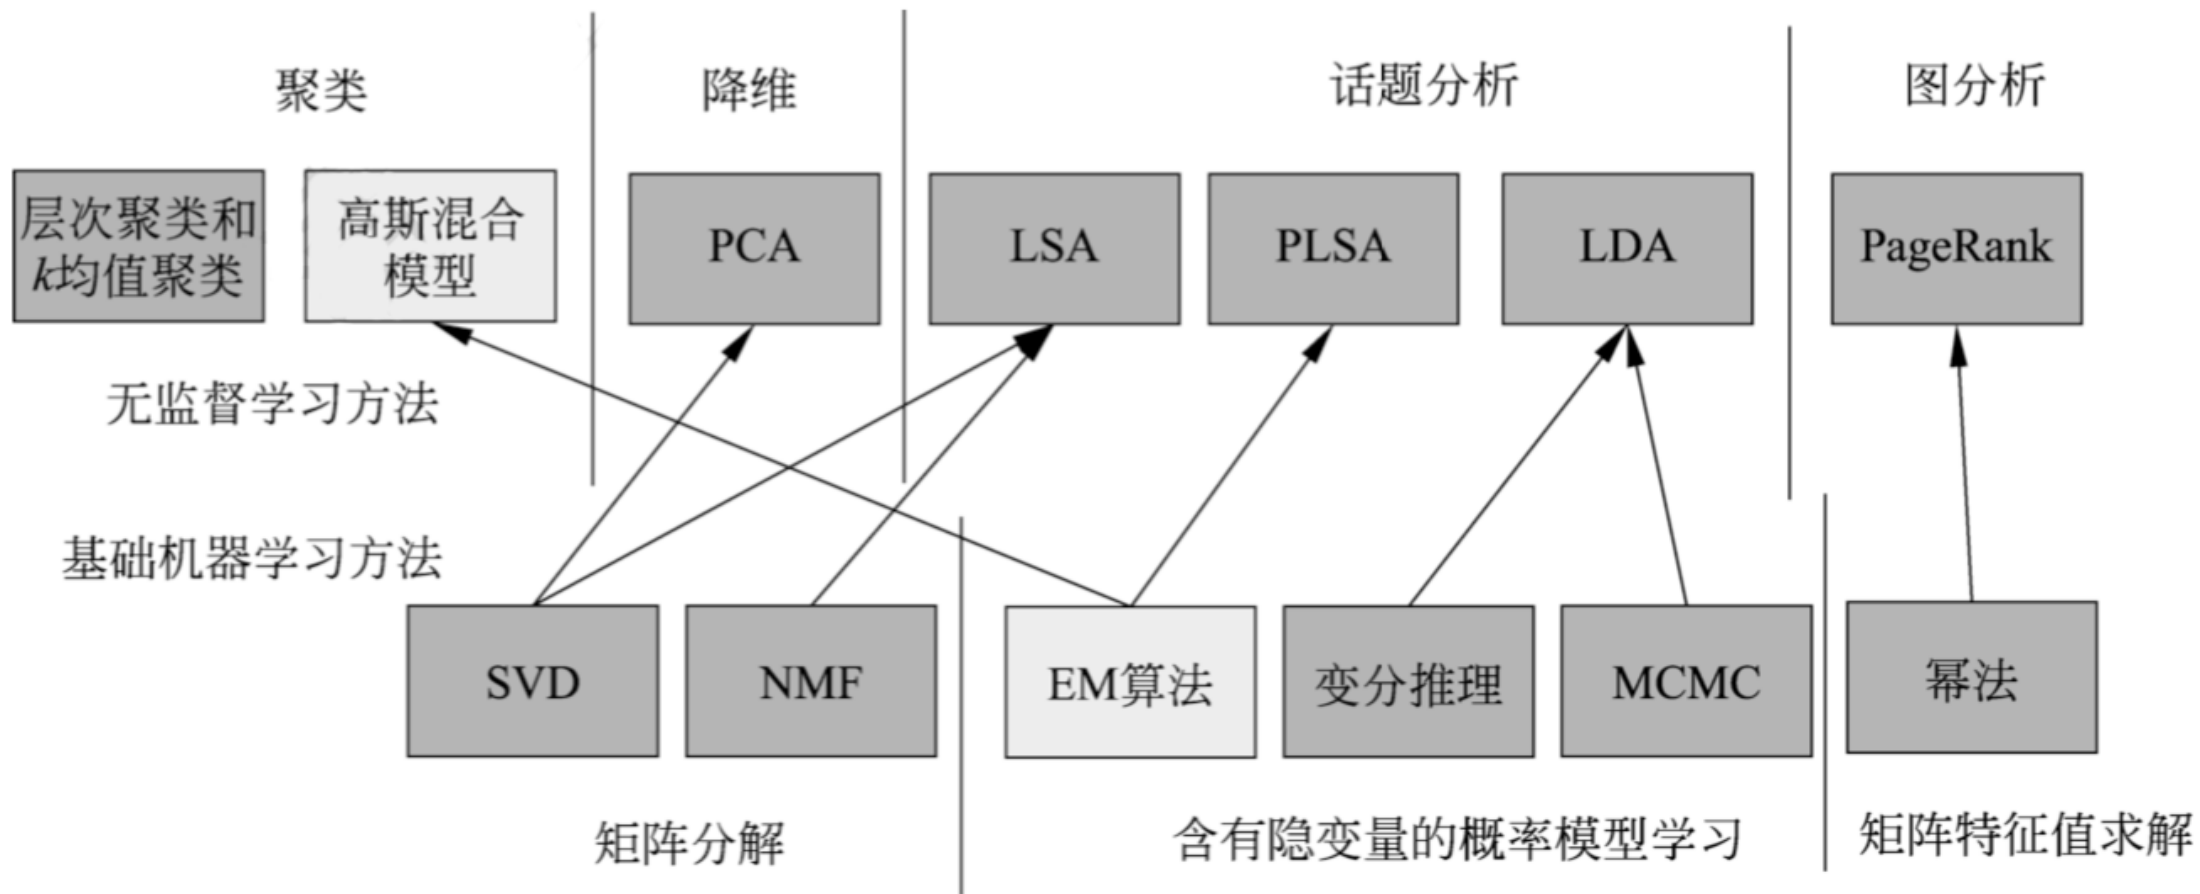 聚类
降维
话题分析
图分析
层次聚类和
k均值聚类
高斯混合
模型
PCA
LSA
PLSA
LDA
PageRank
无监督学习方法
基础机器学习方法
SVD
NMF
EM算法
变分推理
MCMC
幂法
矩阵分解
含有隐变量的概率模型学习
矩阵特征值求解